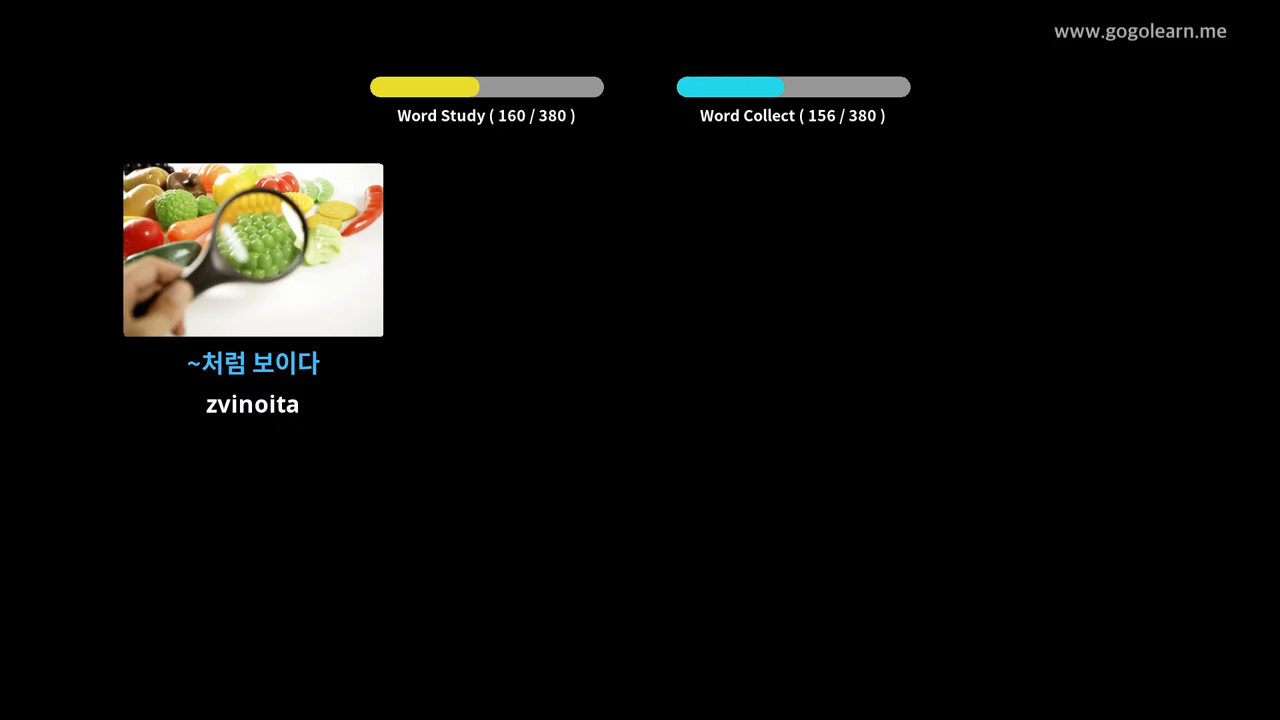 www.gogolearn.me
Word Study ( 160 / 380 )
Word Collect ( 156 / 380 )
~처럼 보이다
zvinoita